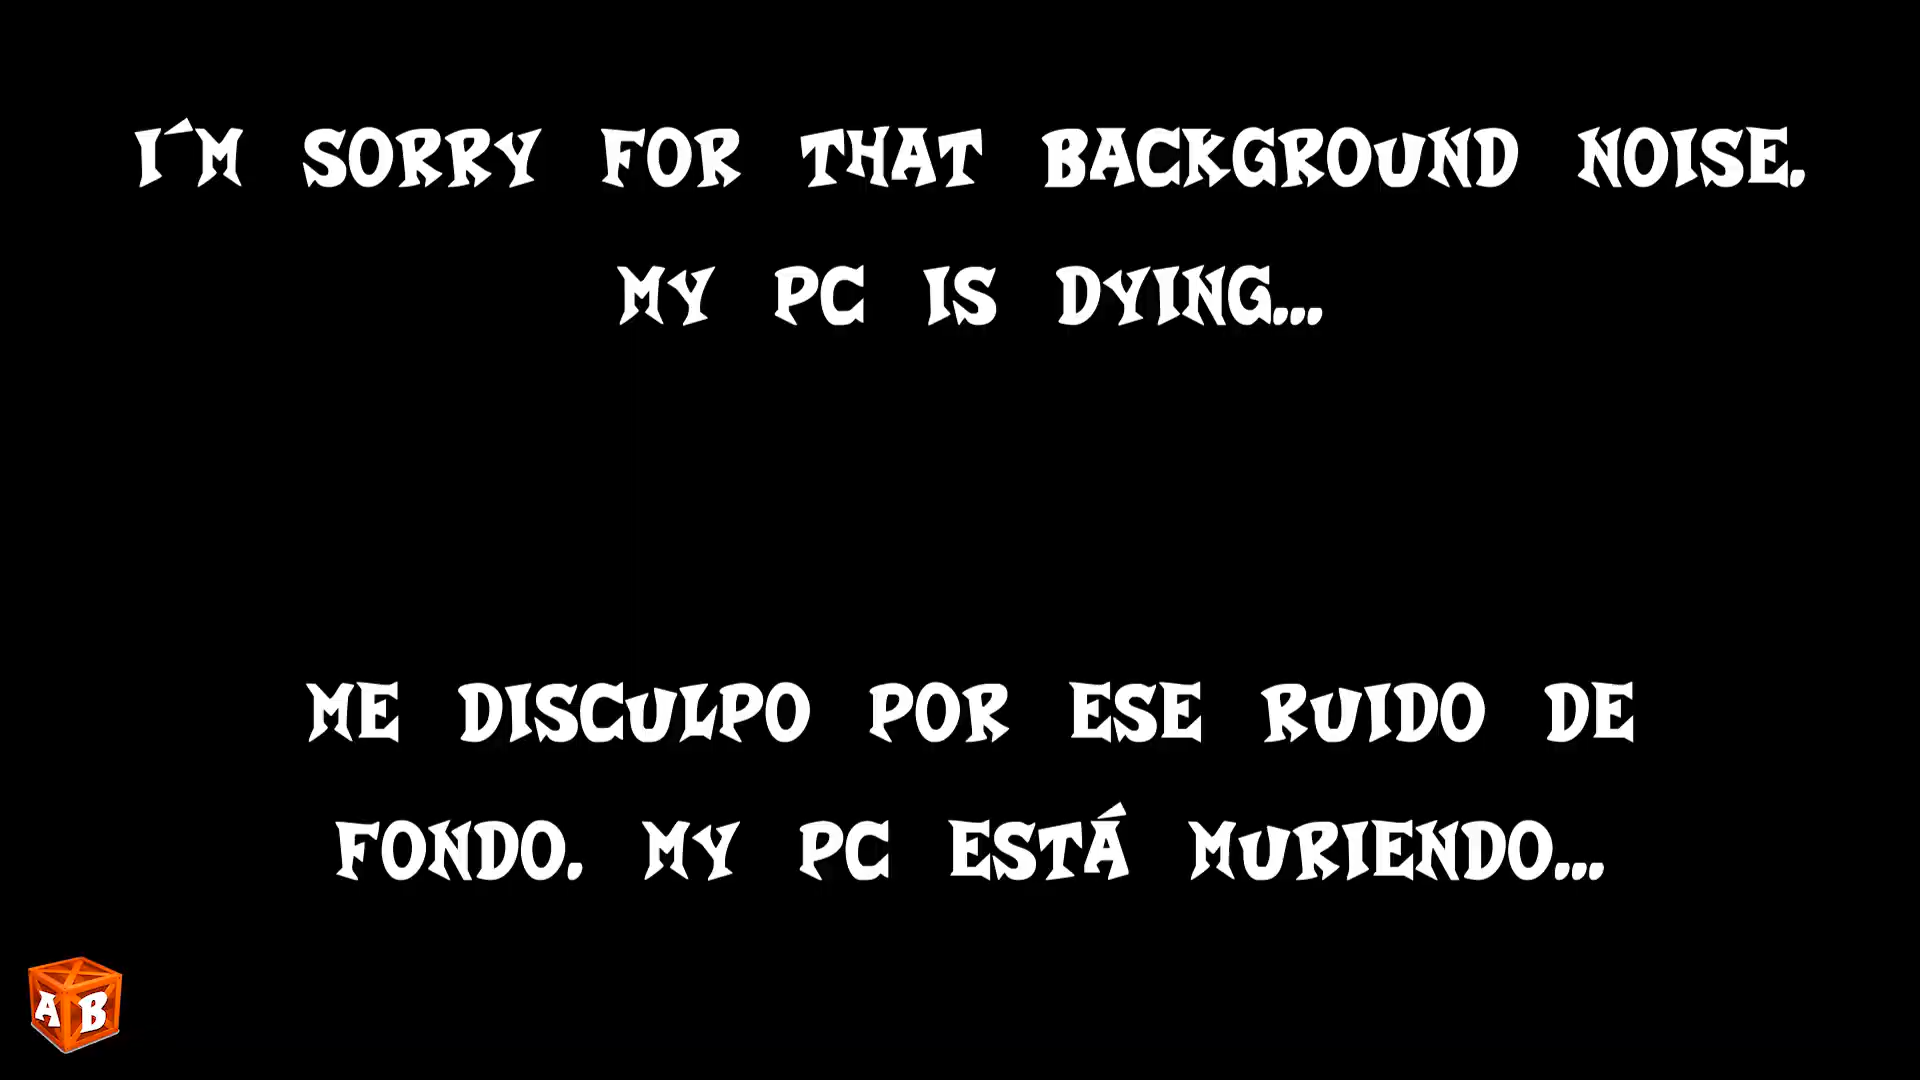 I´M SORRY FOR THAT BACKGROUND NOISE.
MY PC IS DYING...
ME DISCULPO POR ESE RUIDO DE
FONDO. MY PC ESTÁ MURIENDO...
A B